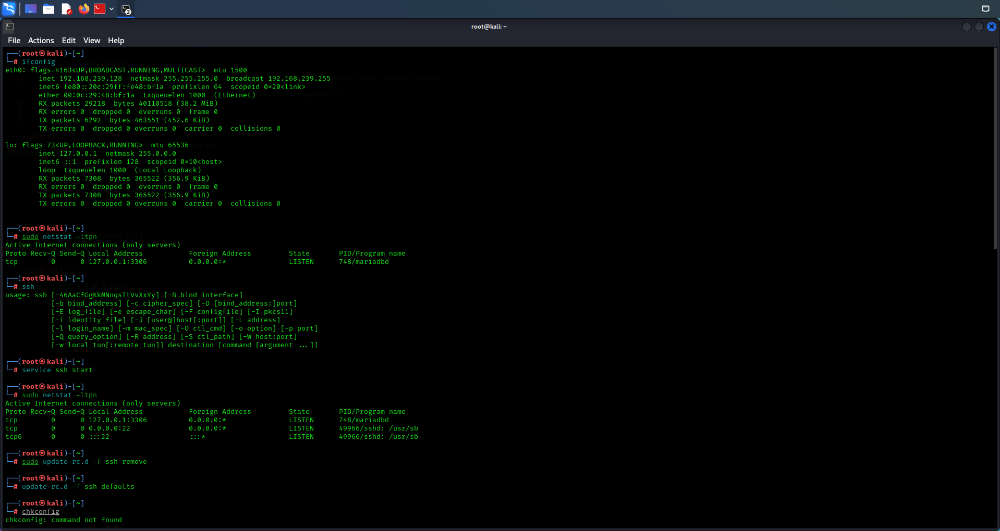 2
root@kali: ~
File Actions Edit View Help
┌──(root㉿kali)-[~]
└─# ifconfig
eth0: flags=4163<UP,BROADCAST,RUNNING,MULTICAST>  mtu 1500
        inet 192.168.239.128  netmask 255.255.255.0  broadcast 192.168.239.255
        inet6 fe80::20c:29ff:fe48:bf1a  prefixlen 64  scopeid 0×20<link>
        ether 00:0c:29:48:bf:1a  txqueuelen 1000  (Ethernet)
        RX packets 29218  bytes 40110518 (38.2 MiB)
        RX errors 0  dropped 0  overruns 0  frame 0
        TX packets 6292  bytes 463551 (452.6 KiB)
        TX errors 0  dropped 0 overruns 0  carrier 0  collisions 0
lo: flags=73<UP,LOOPBACK,RUNNING>  mtu 65536
        inet 127.0.0.1  netmask 255.0.0.0
        inet6 ::1  prefixlen 128  scopeid 0×10<host>
        loop  txqueuelen 1000  (Local Loopback)
        RX packets 7308  bytes 365522 (356.9 KiB)
        RX errors 0  dropped 0  overruns 0  frame 0
        TX packets 7308  bytes 365522 (356.9 KiB)
        TX errors 0  dropped 0 overruns 0  carrier 0  collisions 0
┌──(root㉿kali)-[~]
└─# sudo netstat -ltpn
Active Internet connections (only servers)
Proto Recv-Q Send-Q Local Address           Foreign Address         State       PID/Program name
tcp        0      0 127.0.0.1:3306          0.0.0.0:*               LISTEN      748/mariadbd
┌──(root㉿kali)-[~]
└─# ssh
usage: ssh [-46AaCfGgKkMNnqsTtVvXxYy] [-B bind_interface]
           [-b bind_address] [-c cipher_spec] [-D [bind_address:]port]
           [-E log_file] [-e escape_char] [-F configfile] [-I pkcs11]
           [-i identity_file] [-J [user@]host[:port]] [-L address]
           [-l login_name] [-m mac_spec] [-O ctl_cmd] [-o option] [-p port]
           [-Q query_option] [-R address] [-S ctl_path] [-W host:port]
           [-w local_tun[:remote_tun]] destination [command [argument ...]]
┌──(root㉿kali)-[~]
└─# service ssh start
┌──(root㉿kali)-[~]
└─# sudo netstat -ltpn
Active Internet connections (only servers)
Proto Recv-Q Send-Q Local Address           Foreign Address         State       PID/Program name
tcp        0      0 127.0.0.1:3306          0.0.0.0:*               LISTEN      748/mariadbd
tcp        0      0 0.0.0.0:22              0.0.0.0:*               LISTEN      49966/sshd: /usr/sb
tcp6       0      0 :::22                   :::*                    LISTEN      49966/sshd: /usr/sb
┌──(root㉿kali)-[~]
└─# sudo update-rc.d -f ssh remove
┌──(root㉿kali)-[~]
└─# update-rc.d -f ssh defaults
┌──(root㉿kali)-[~]
└─# chkconfig
chkconfig: command not found